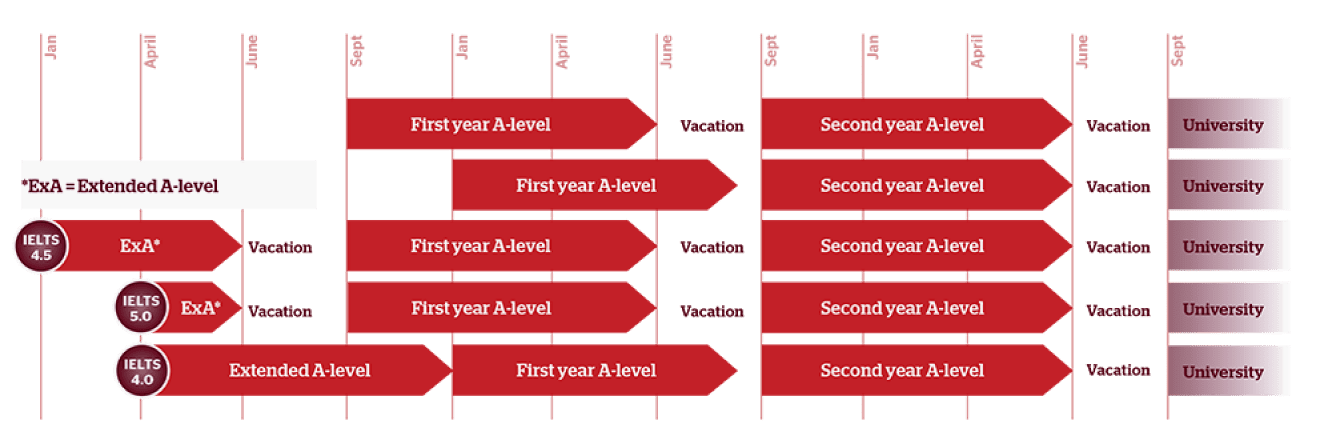 Jan April June Sept Jan April June Sept Jan April June Sept
First year A-level Vacation Second year A-level Vacation University
*ExA = Extended A-level First year A-level Second year A-level Vacation University
IELTS 4.5 ExA* Vacation First year A-level Vacation Second year A-level Vacation University
IELTS 5.0 ExA* Vacation First year A-level Vacation Second year A-level Vacation University
IELTS 4.0 Extended A-level First year A-level Second year A-level Vacation University